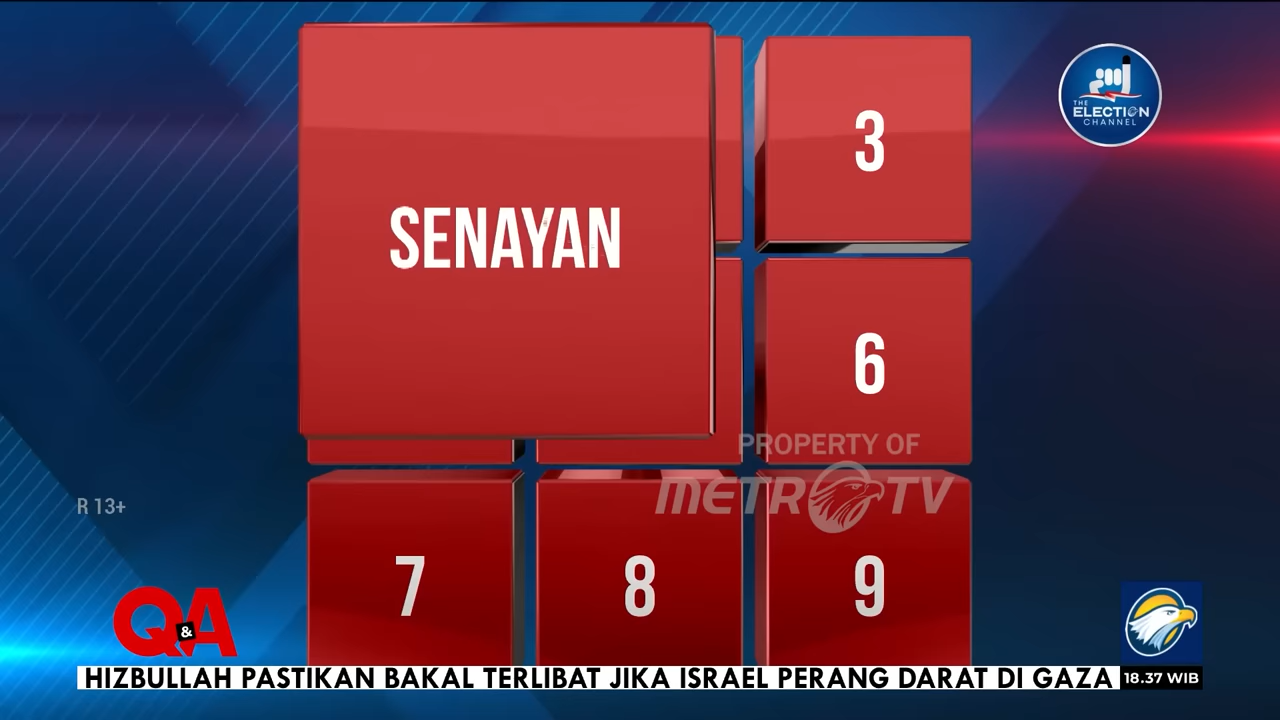 SENAYAN
3
THE
ELECTION
CHANNEL
6
PROPERTY OF
METRO TV
R 13+
7
8
9
Q&A
HIZBULLAH PASTIKAN BAKAL TERLIBAT JIKA ISRAEL PERANG DARAT DI GAZA
18.37 WIB